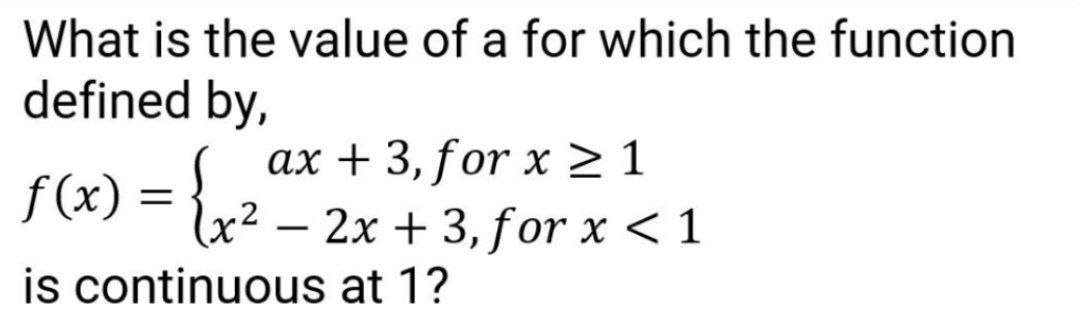 What is the value of a for which the function
defined by,
f(x) = { ax + 3, for x ≥ 1
x² − 2x + 3, for x < 1
is continuous at 1?